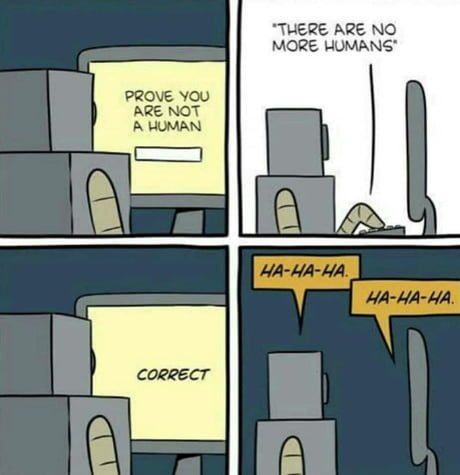 PROVE YOU
ARE NOT
A HUMAN
"THERE ARE NO
MORE HUMANS"
CORRECT
HA-HA-HA.
HA-HA-HA.